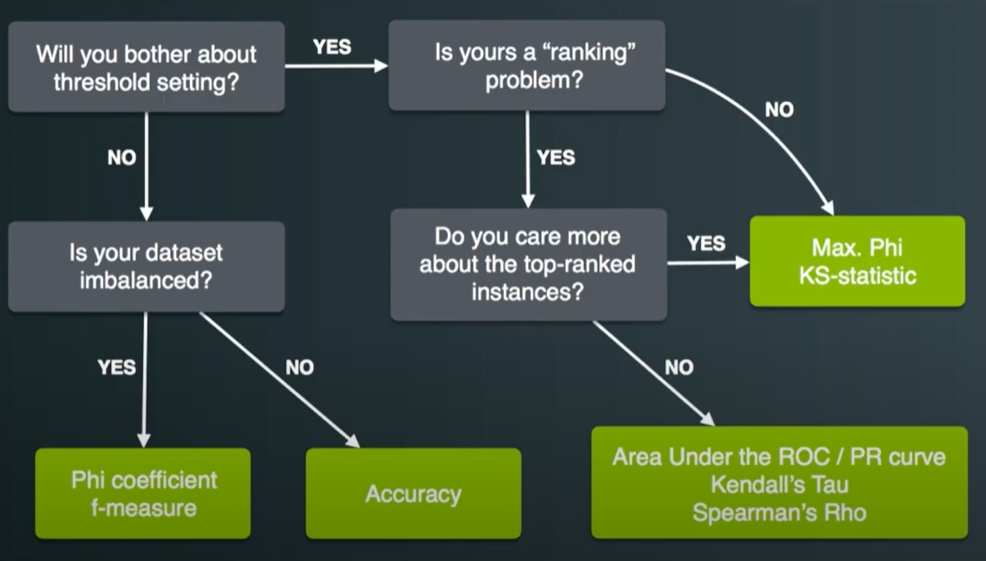 Will you bother about
threshold setting?
YES
Is yours a “ranking”
problem?
NO
NO
YES
Is your dataset
imbalanced?
Do you care more
about the top-ranked
instances?
YES
Max. Phi
KS-statistic
YES
NO
NO
Phi coefficient
f-measure
Accuracy
Area Under the ROC / PR curve
Kendall’s Tau
Spearman’s Rho